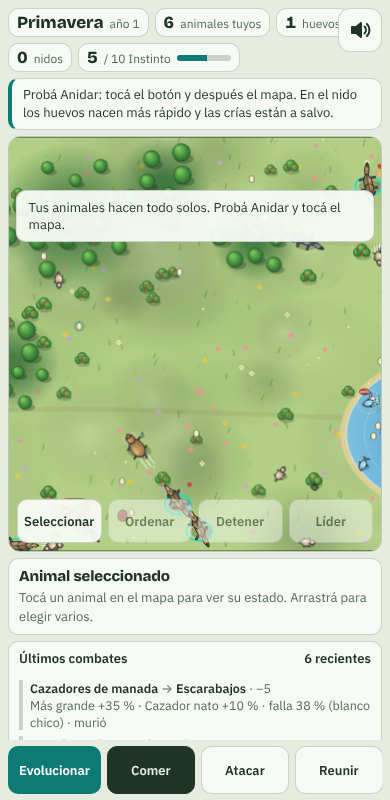 Primavera año 1
6 animales tuyos
1 huevos
0 nidos
5 / 10 Instinto
Probá Anidar: tocá el botón y después el mapa. En el nido
los huevos nacen más rápido y las crías están a salvo.
Tus animales hacen todo solos. Probá Anidar y tocá el
mapa.
Seleccionar
Ordenar
Detener
Líder
Animal seleccionado
Tocá un animal en el mapa para ver su estado. Arrastrá para
elegir varios.
Últimos combates
6 recientes
Cazadores de manada → Escarabajos · −5
Más grande +35 % · Cazador nato +10 % · falla 38 % (blanco
chico) · murió
Evolucionar
Comer
Atacar
Reunir